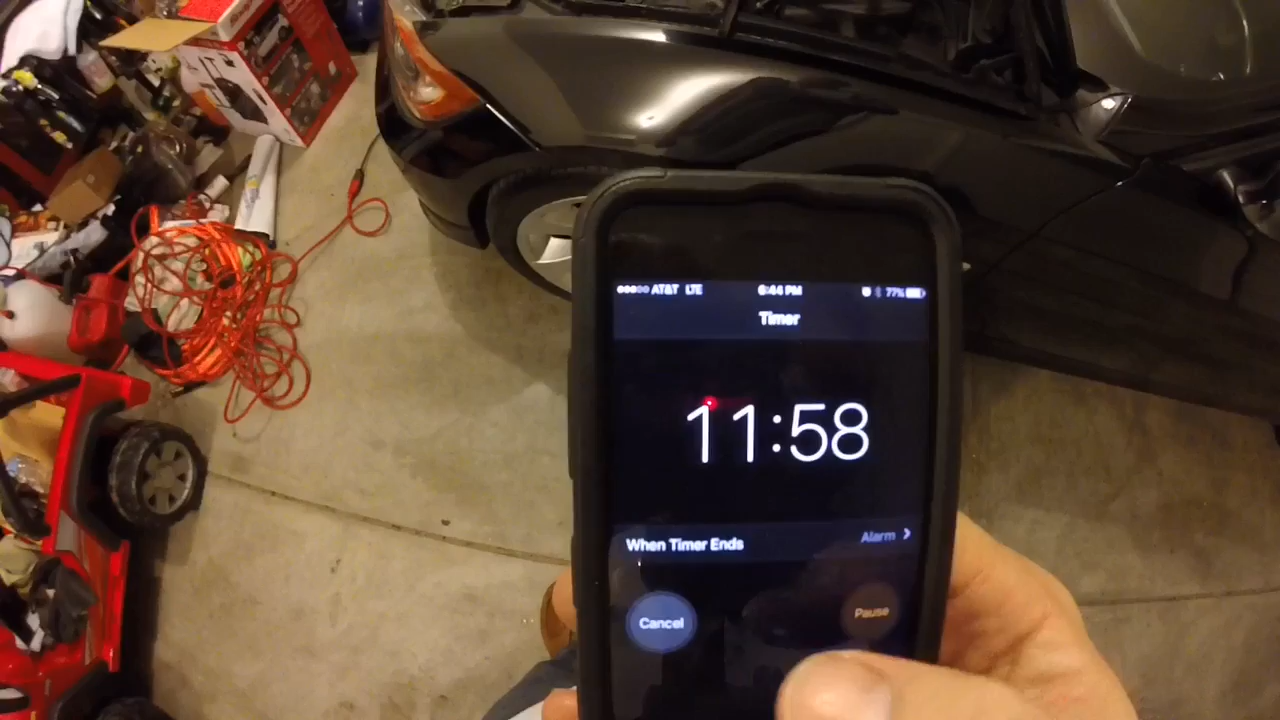 AT&T LTE 6:44 PM 77%
Timer
11:58
When Timer Ends Alarm
Cancel Pause